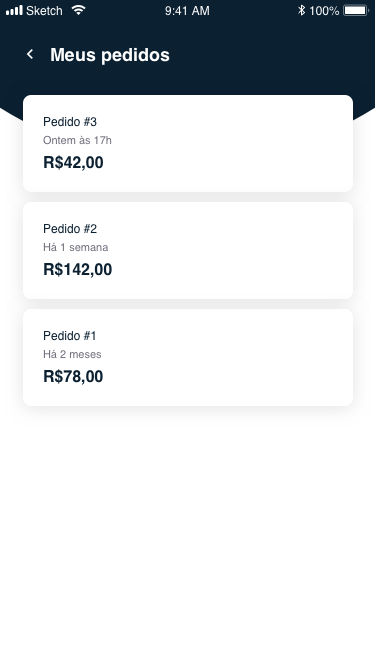 Sketch 9:41 AM 100%
Meus pedidos
Pedido #3
Ontem às 17h
R$42,00
Pedido #2
Há 1 semana
R$142,00
Pedido #1
Há 2 meses
R$78,00